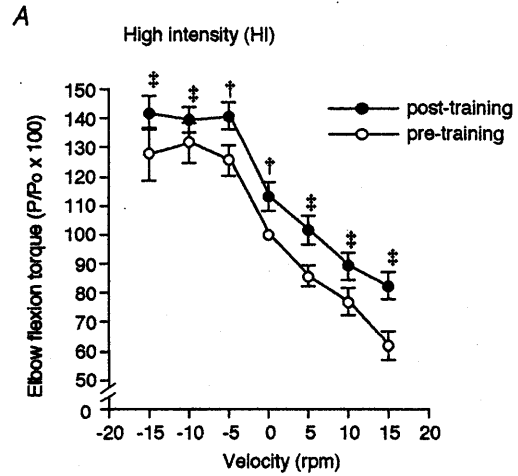 A
High intensity (HI)
‡ ‡ † † ‡ ‡ ‡
post-training
pre-training
Elbow flexion torque (P/Po x 100)
150
140
130
120
110
100
90
80
70
60
50
0
-20 -15 -10 -5 0 5 10 15 20
Velocity (rpm)